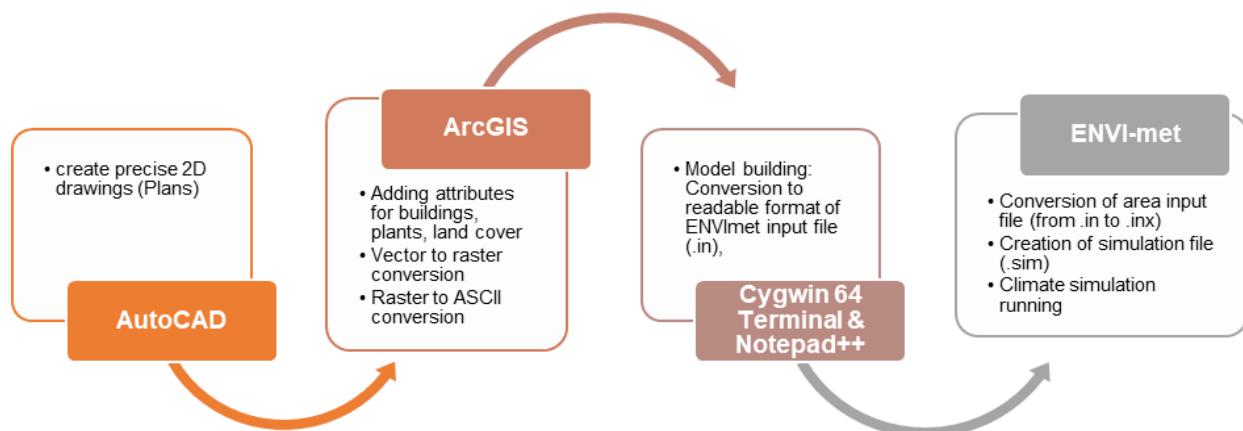 • create precise 2D
drawings (Plans)
AutoCAD
ArcGIS
• Adding attributes
for buildings,
plants, land cover
• Vector to raster
conversion
• Raster to ASCII
conversion
• Model building:
Conversion to
readable format of
ENVImet input file
(.in),
Cygwin 64
Terminal &
Notepad++
ENVI-met
• Conversion of area input
file (from .in to .inx)
• Creation of simulation file
(.sim)
• Climate simulation
running